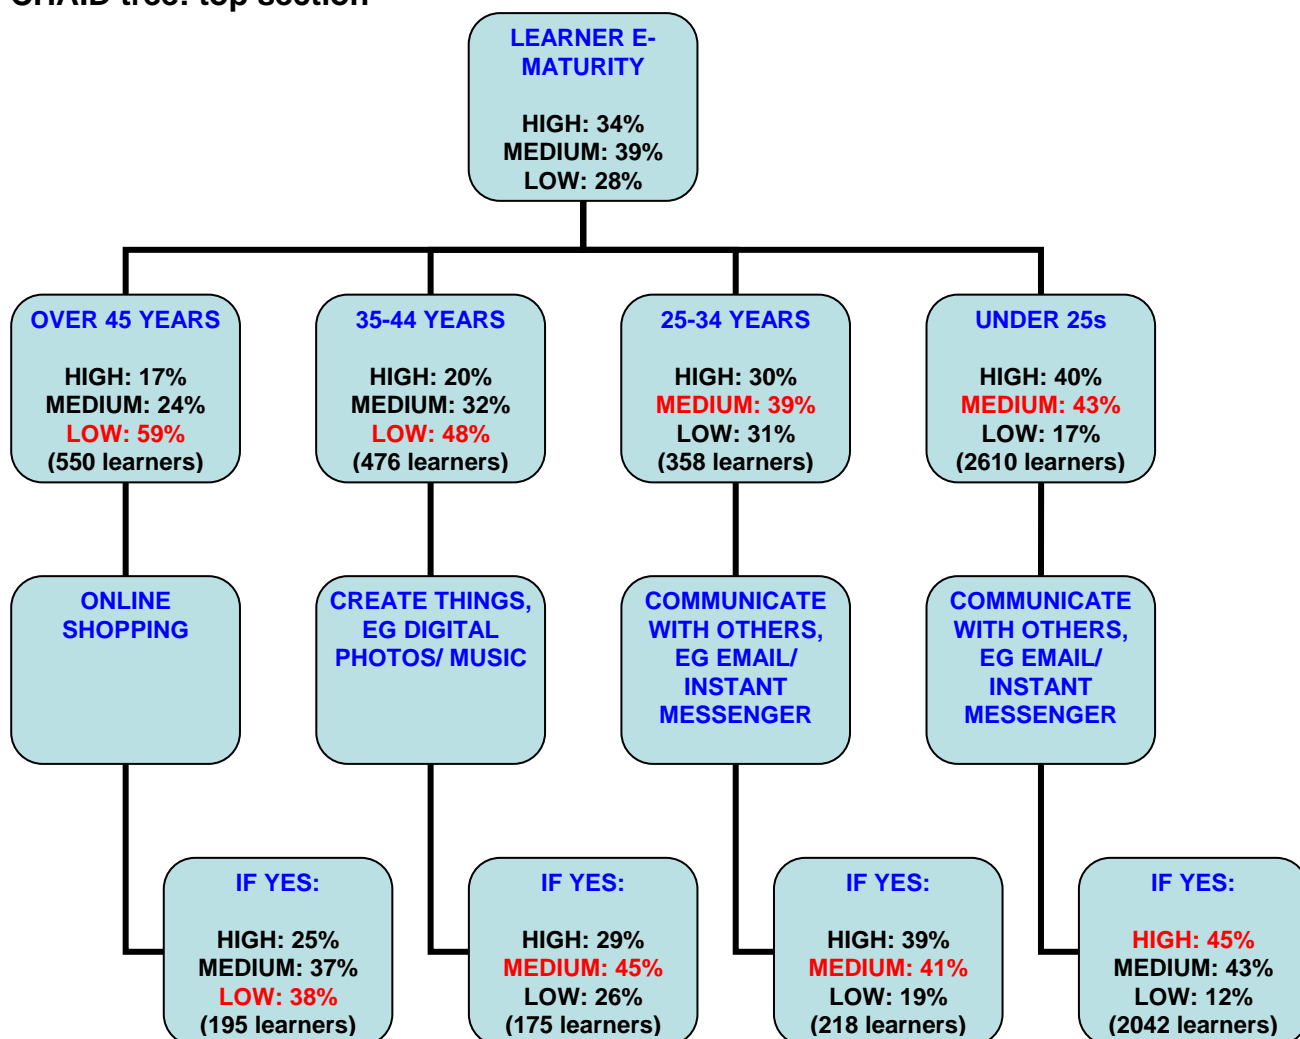 CHAID tree: top section
LEARNER E-
MATURITY
HIGH: 34%
MEDIUM: 39%
LOW: 28%
OVER 45 YEARS
HIGH: 17%
MEDIUM: 24%
LOW: 59%
(550 learners)
35-44 YEARS
HIGH: 20%
MEDIUM: 32%
LOW: 48%
(476 learners)
25-34 YEARS
HIGH: 30%
MEDIUM: 39%
LOW: 31%
(358 learners)
UNDER 25s
HIGH: 40%
MEDIUM: 43%
LOW: 17%
(2610 learners)
ONLINE
SHOPPING
CREATE THINGS,
EG DIGITAL
PHOTOS/ MUSIC
COMMUNICATE
WITH OTHERS,
EG EMAIL/
INSTANT
MESSENGER
COMMUNICATE
WITH OTHERS,
EG EMAIL/
INSTANT
MESSENGER
IF YES:
HIGH: 25%
MEDIUM: 37%
LOW: 38%
(195 learners)
IF YES:
HIGH: 29%
MEDIUM: 45%
LOW: 26%
(175 learners)
IF YES:
HIGH: 39%
MEDIUM: 41%
LOW: 19%
(218 learners)
IF YES:
HIGH: 45%
MEDIUM: 43%
LOW: 12%
(2042 learners)